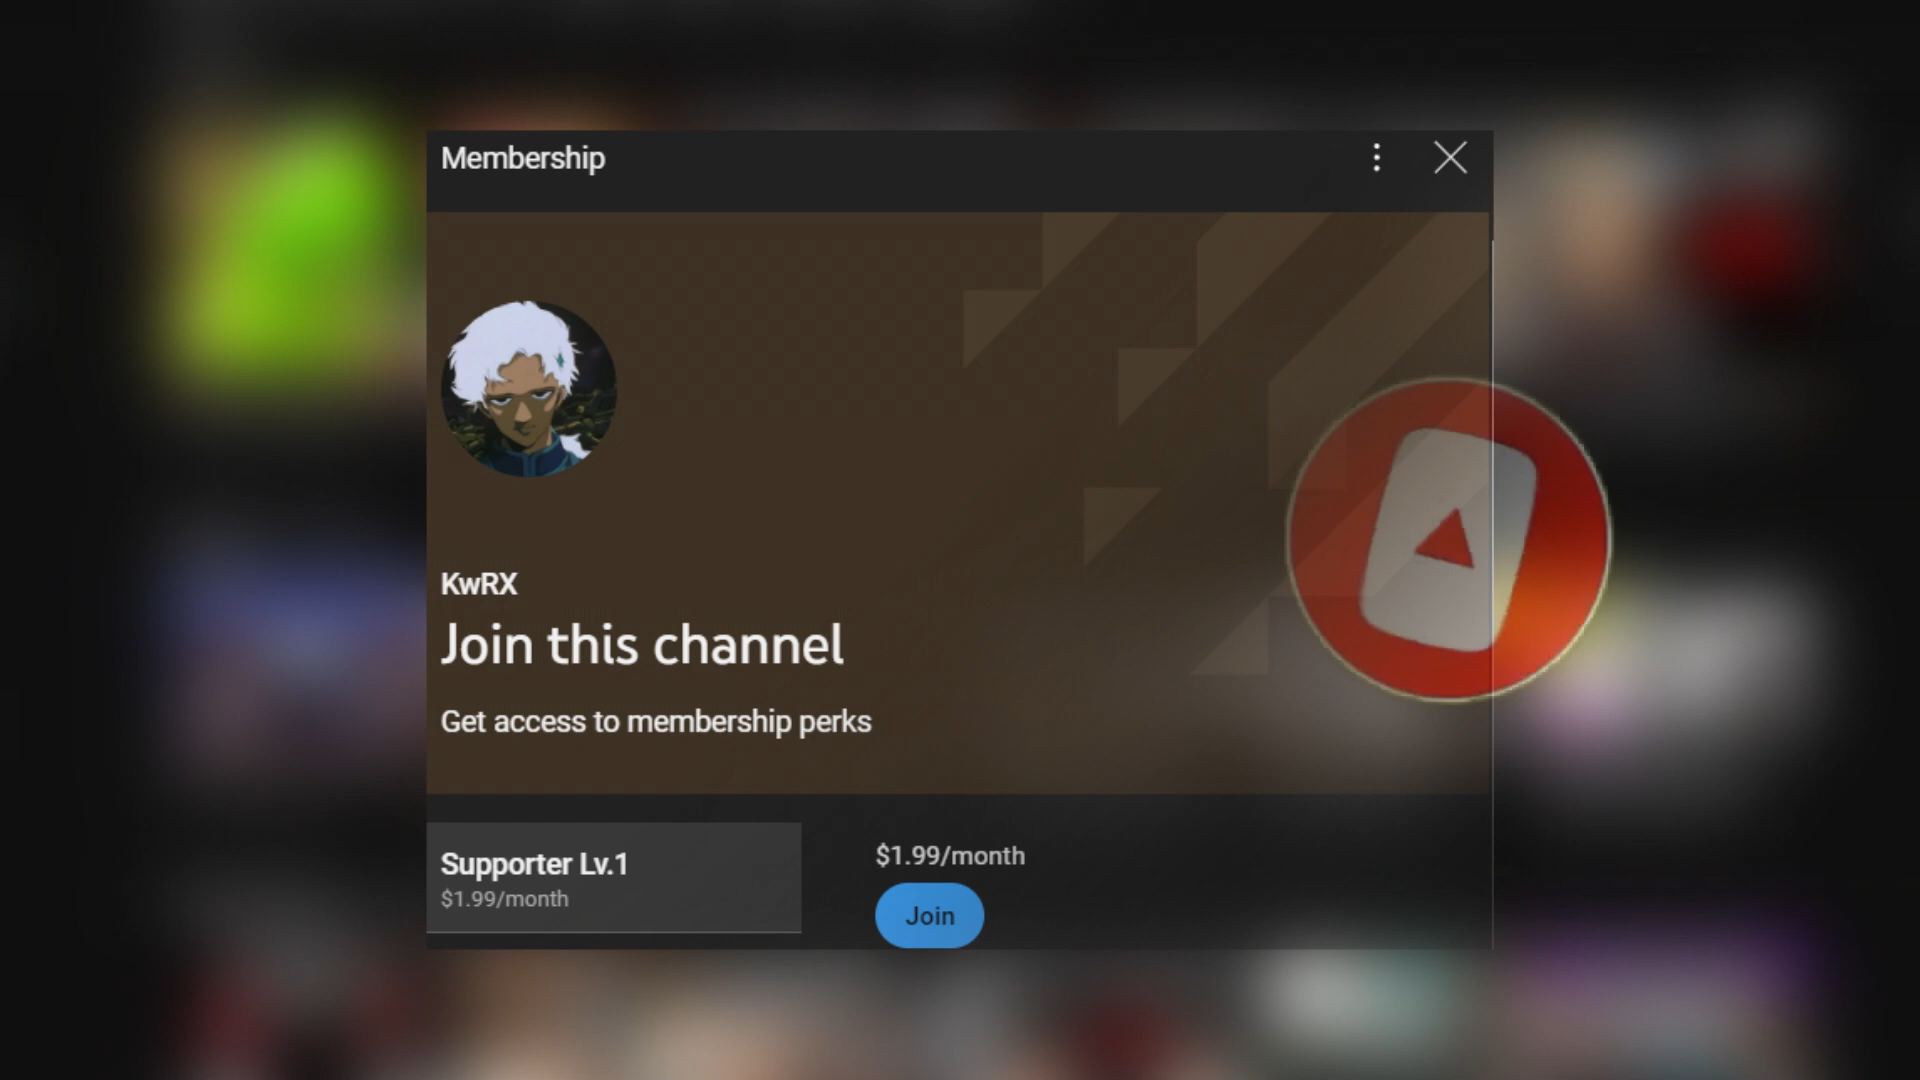 Membership
KwRX
Join this channel
Get access to membership perks
Supporter Lv.1
$1.99/month
$1.99/month
Join